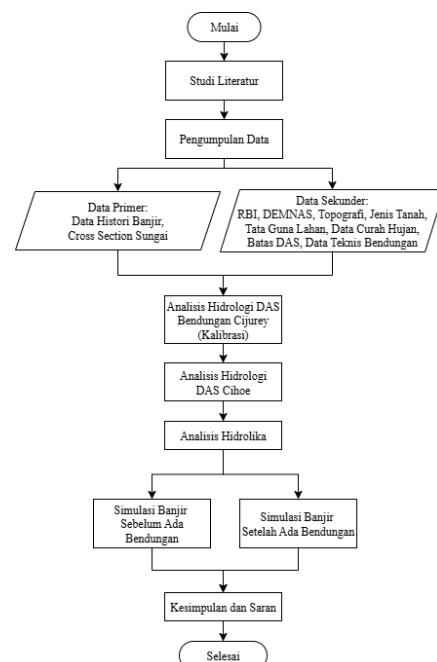 Mulai
Studi Literatur
Pengumpulan Data
Data Primer:
Data Histori Banjir,
Cross Section Sungai
Data Sekunder:
RBI, DEMNAS, Topografi, Jenis Tanah,
Tata Guna Lahan, Data Curah Hujan,
Batas DAS, Data Teknis Bendungan
Analisis Hidrologi DAS
Bendungan Cijurey
(Kalibrasi)
Analisis Hidrologi
DAS Cihoe
Analisis Hidrolika
Simulasi Banjir
Sebelum Ada
Bendungan
Simulasi Banjir
Setelah Ada Bendungan
Kesimpulan dan Saran
Selesai